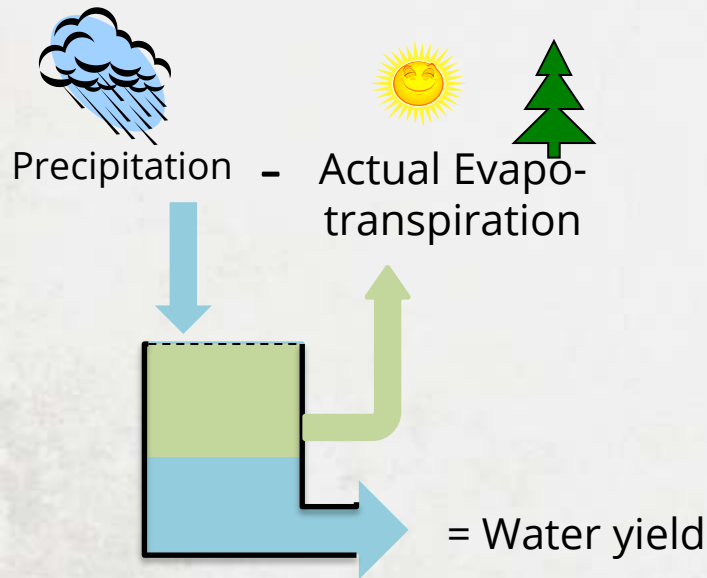 Precipitation - Actual Evapo-
transpiration
= Water yield